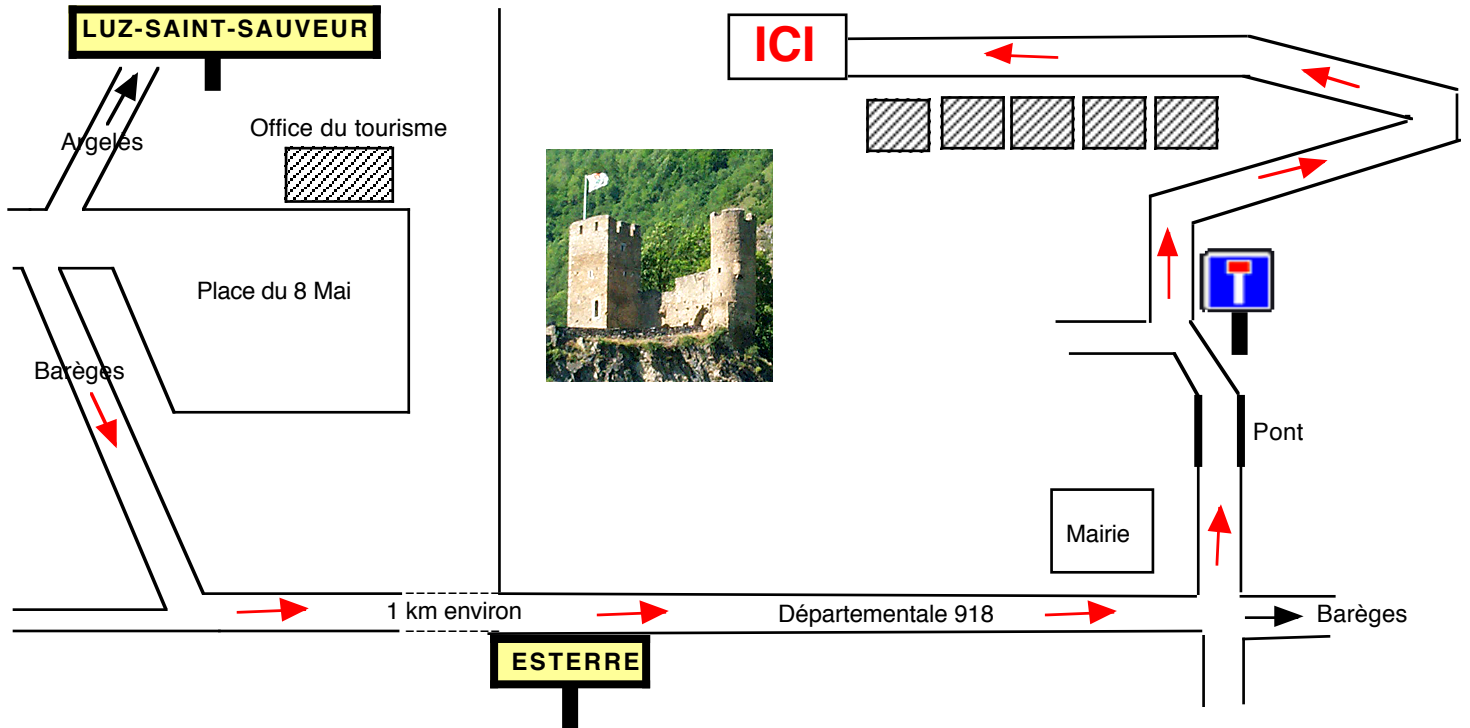 LUZ-SAINT-SAUVEUR
ICI
Office du tourisme
Argelès
Place du 8 Mai
Barèges
Pont
Mairie
1 km environ
Départementale 918
Barèges
ESTERRE